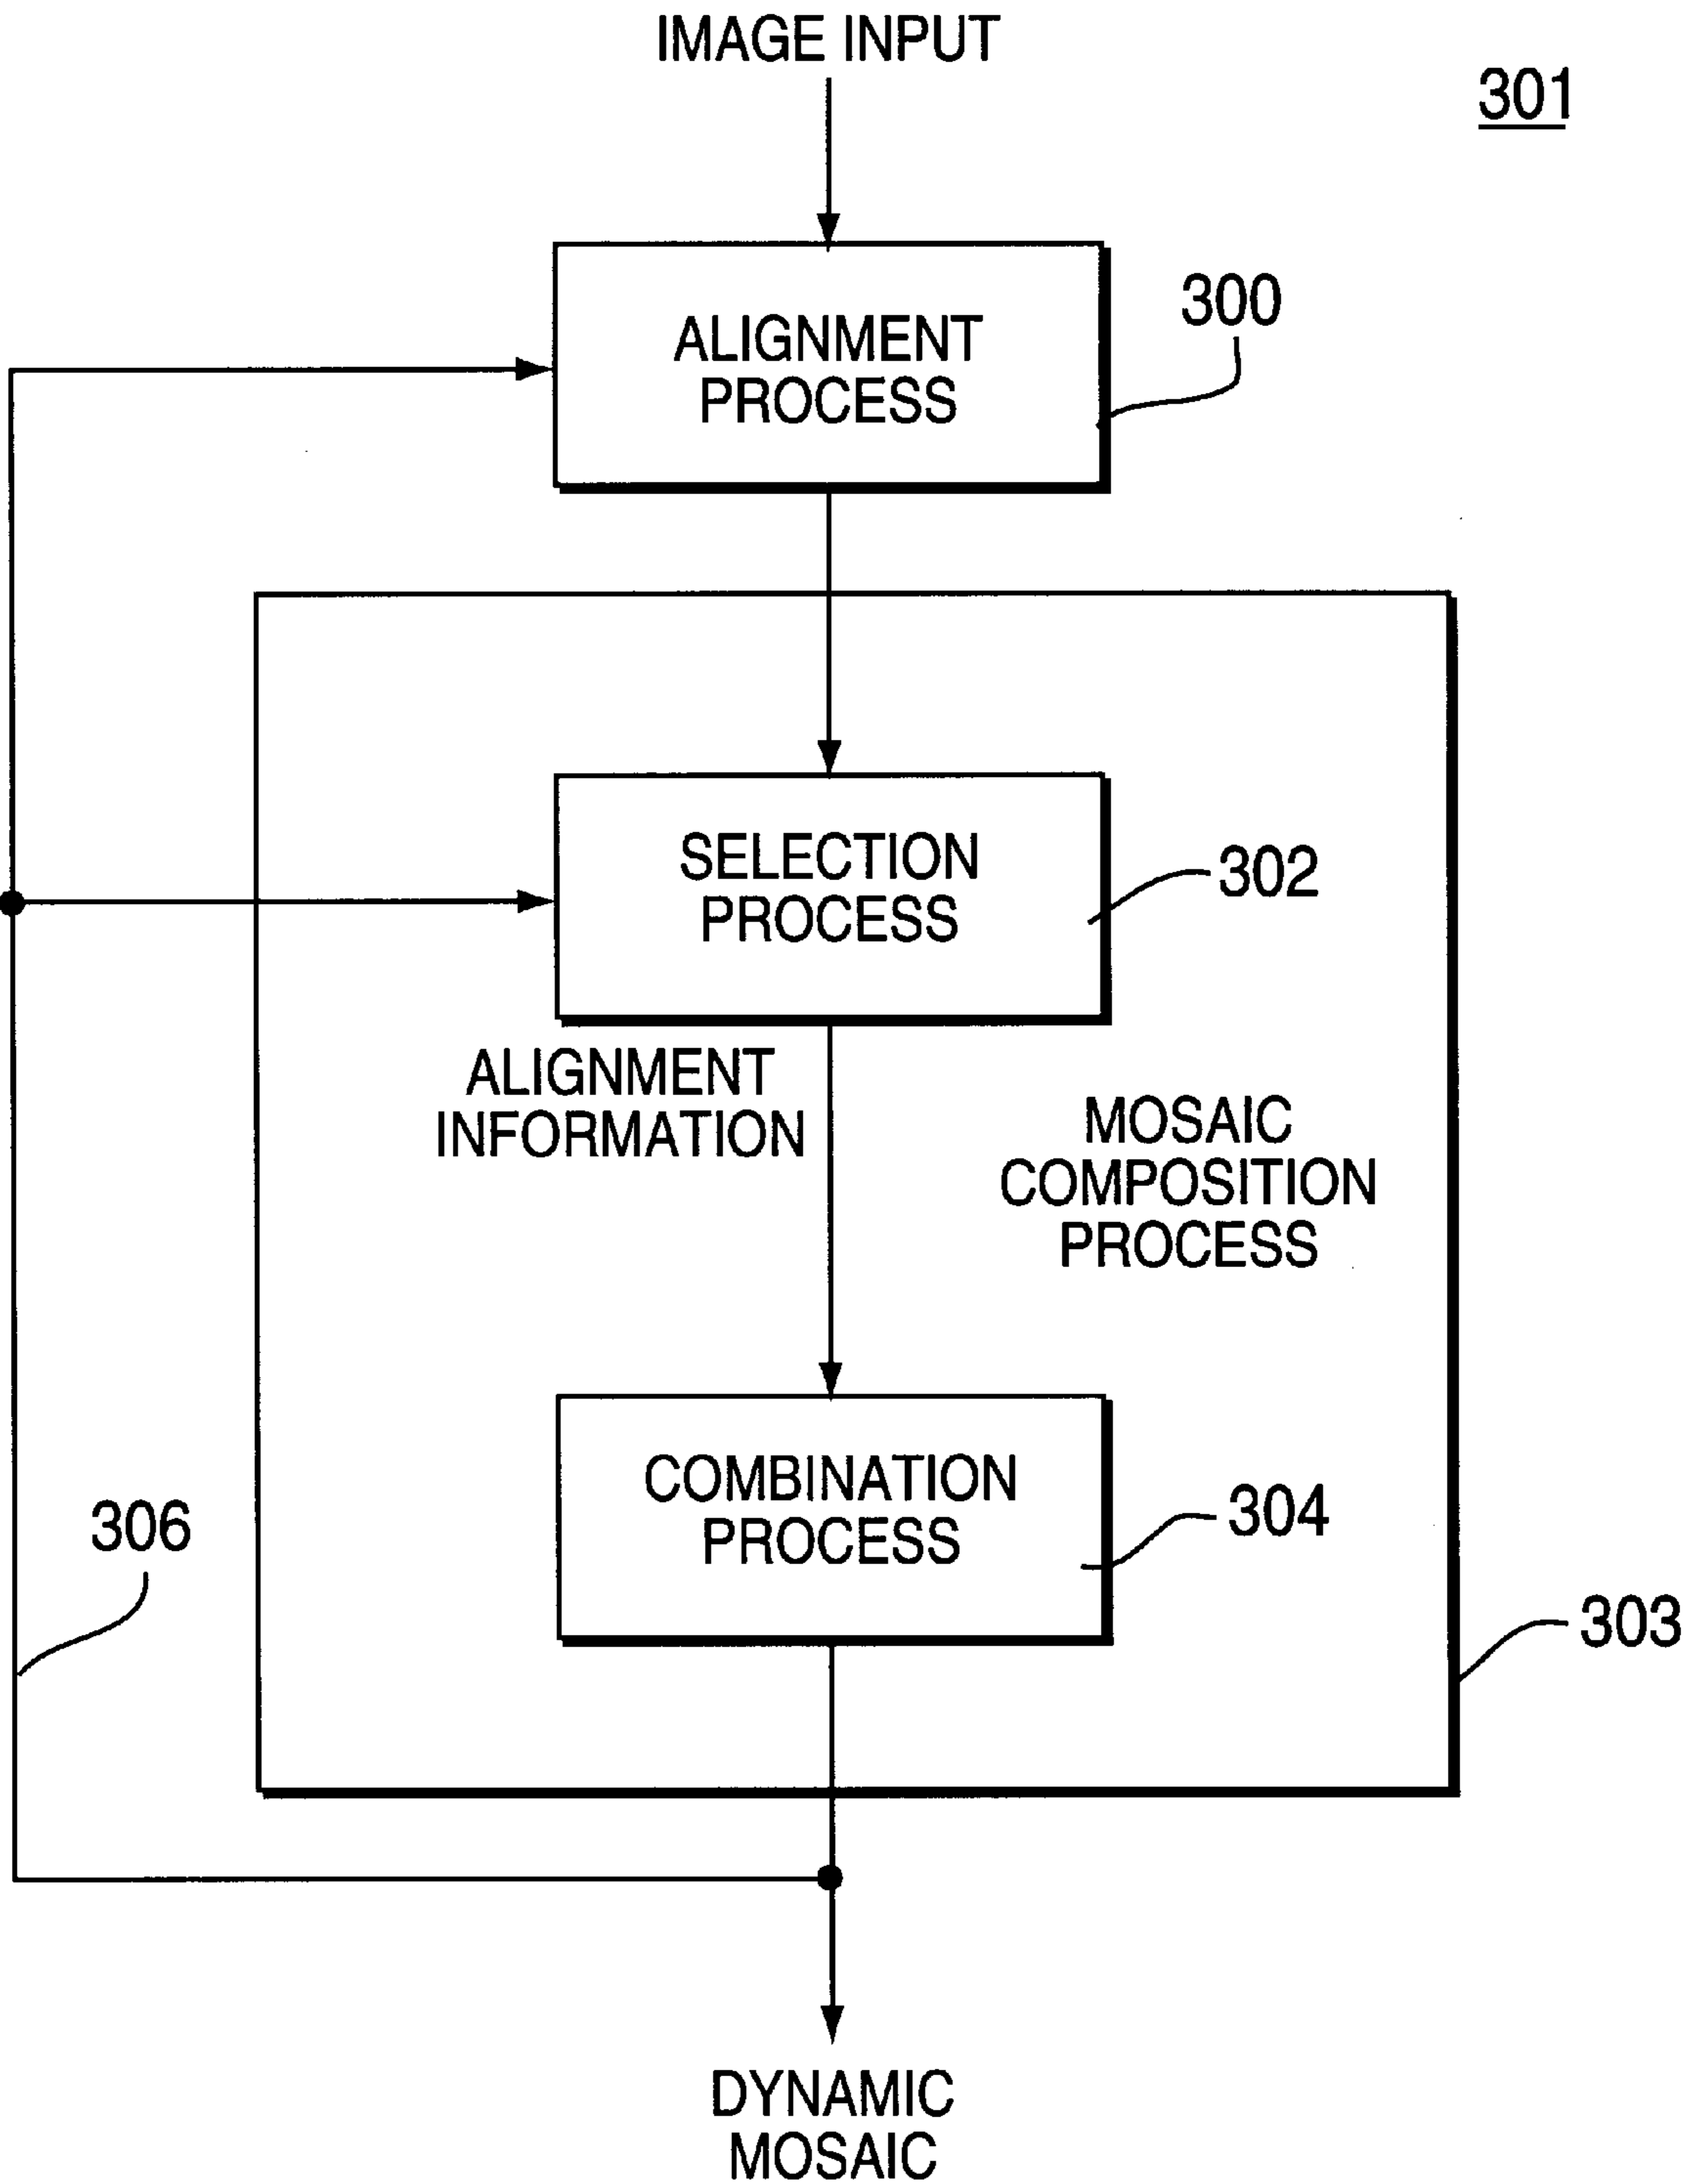 IMAGE INPUT
301
ALIGNMENT
PROCESS
300
SELECTION
PROCESS
302
ALIGNMENT
INFORMATION
MOSAIC
COMPOSITION
PROCESS
COMBINATION
PROCESS
304
306
303
DYNAMIC
MOSAIC